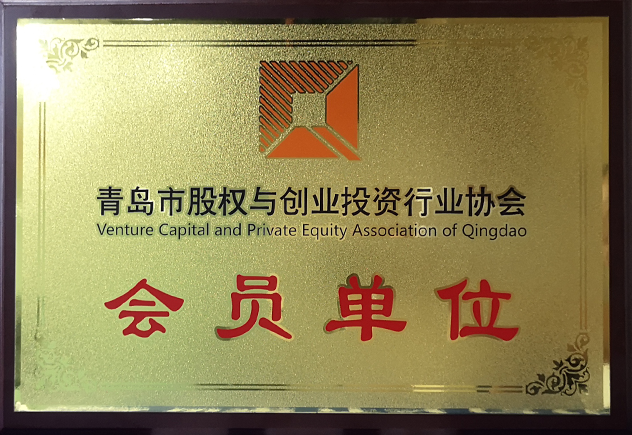 青岛市股权与创业投资行业协会
Venture Capital and Private Equity Association of Qingdao
会员单位